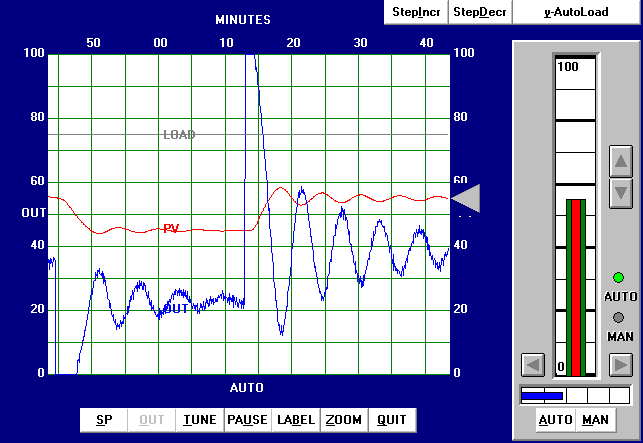 StepIncr StepDecr y-AutoLoad
MINUTES
50 00 10 20 30 40
100 100 100
80 80
LOAD
60 60
OUT
PV
40 40
AUTO
20 OUT 20
MAN
0 0 0
AUTO
SP OUT TUNE PAUSE LABEL ZOOM QUIT AUTO MAN